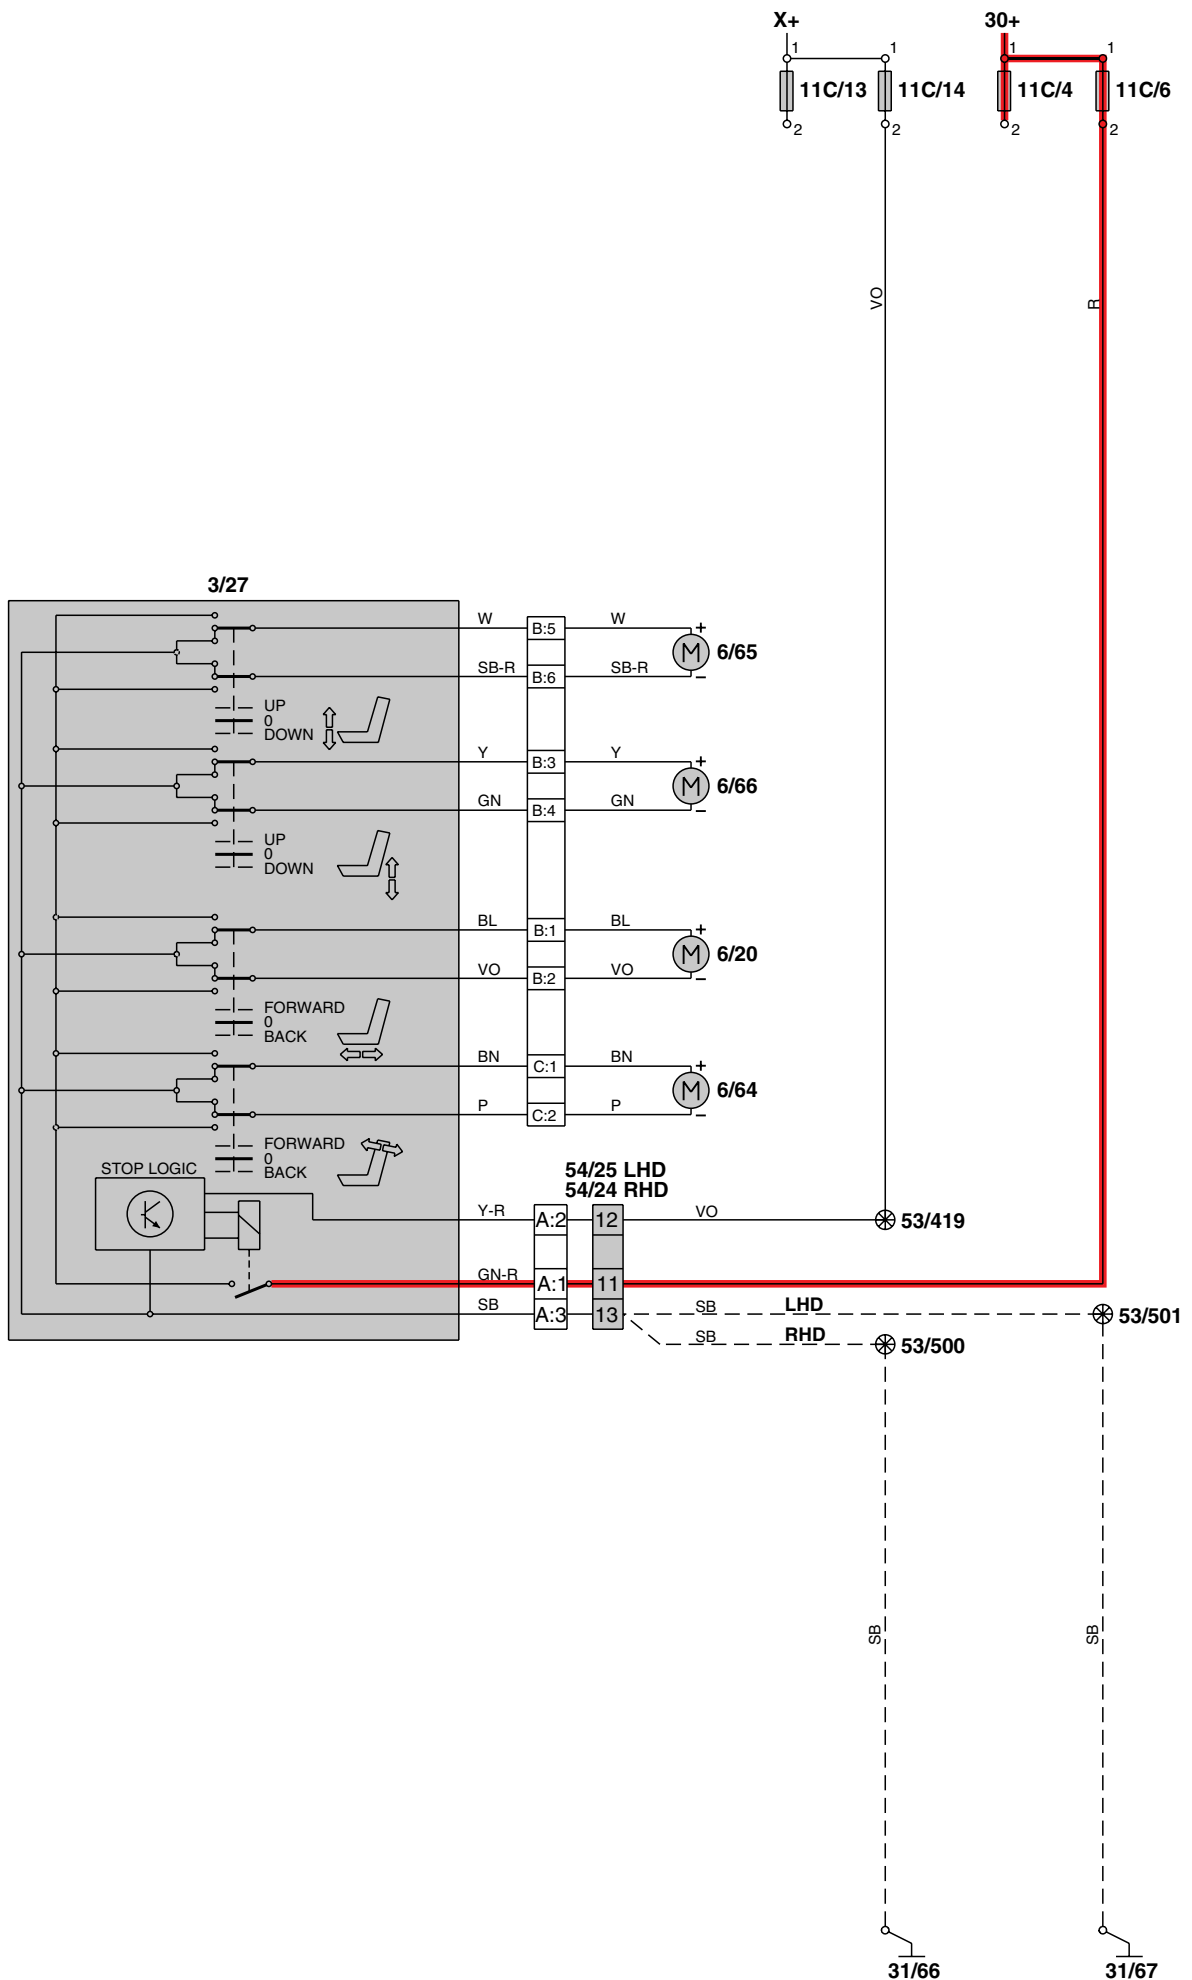 X+ 30+
1 1 1 1
11C/13 11C/14 11C/4 11C/6
2 2 2 2
VO R
3/27
W B:5 W +
M 6/65
SB-R B:6 SB-R −
UP
0
DOWN
Y B:3 Y +
M 6/66
GN B:4 GN −
UP
0
DOWN
BL B:1 BL +
M 6/20
VO B:2 VO −
FORWARD
0
BACK
BN C:1 BN +
M 6/64
P C:2 P −
FORWARD
0
BACK
STOP LOGIC
54/25 LHD
54/24 RHD
Y-R A:2 12 VO 53/419
GN-R A:1 11
SB A:3 13 SB LHD 53/501
SB RHD 53/500
SB SB
31/66 31/67